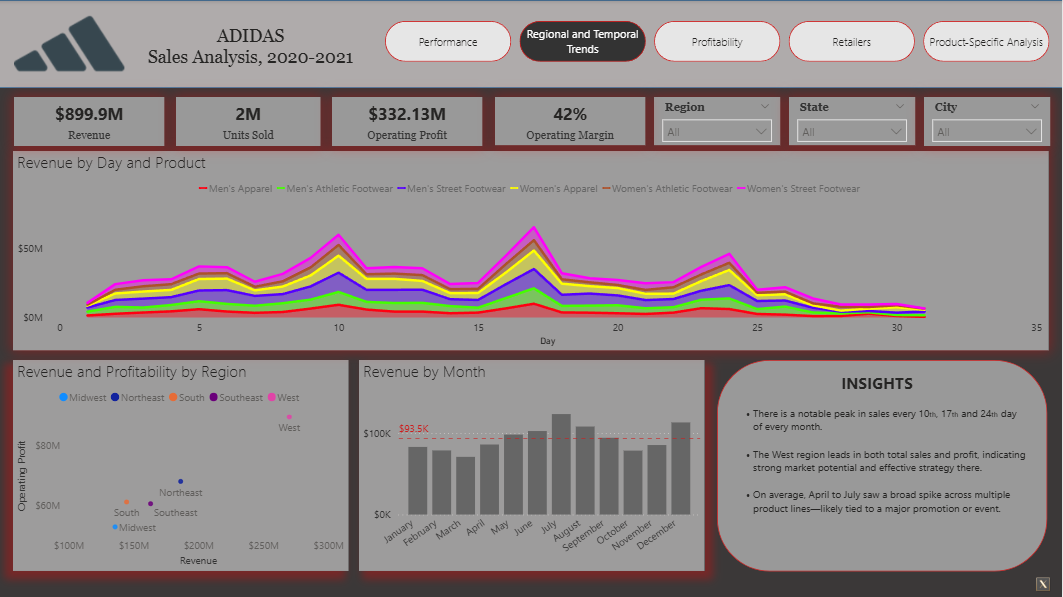 ADIDAS
Sales Analysis, 2020-2021
Performance
Regional and Temporal
Trends
Profitability
Retailers
Product-Specific Analysis
$899.9M
Revenue
2M
Units Sold
$332.13M
Operating Profit
42%
Operating Margin
Region
All
State
All
City
All
Revenue by Day and Product
Men's Apparel Men's Athletic Footwear Men's Street Footwear Women's Apparel Women's Athletic Footwear Women's Street Footwear
$50M
$0M
0 5 10 15 20 25 30 35
Day
Revenue and Profitability by Region
Midwest Northeast South Southeast West
Operating Profit
$80M
$60M
West
Northeast
South
Southeast
Midwest
$100M $150M $200M $250M $300M
Revenue
Revenue by Month
$100K
$93.5K
$0K
January February March April May June July August September October November December
INSIGHTS
• There is a notable peak in sales every 10th, 17th and 24th day
of every month.
• The West region leads in both total sales and profit, indicating
strong market potential and effective strategy there.
• On average, April to July saw a broad spike across multiple
product lines—likely tied to a major promotion or event.
X